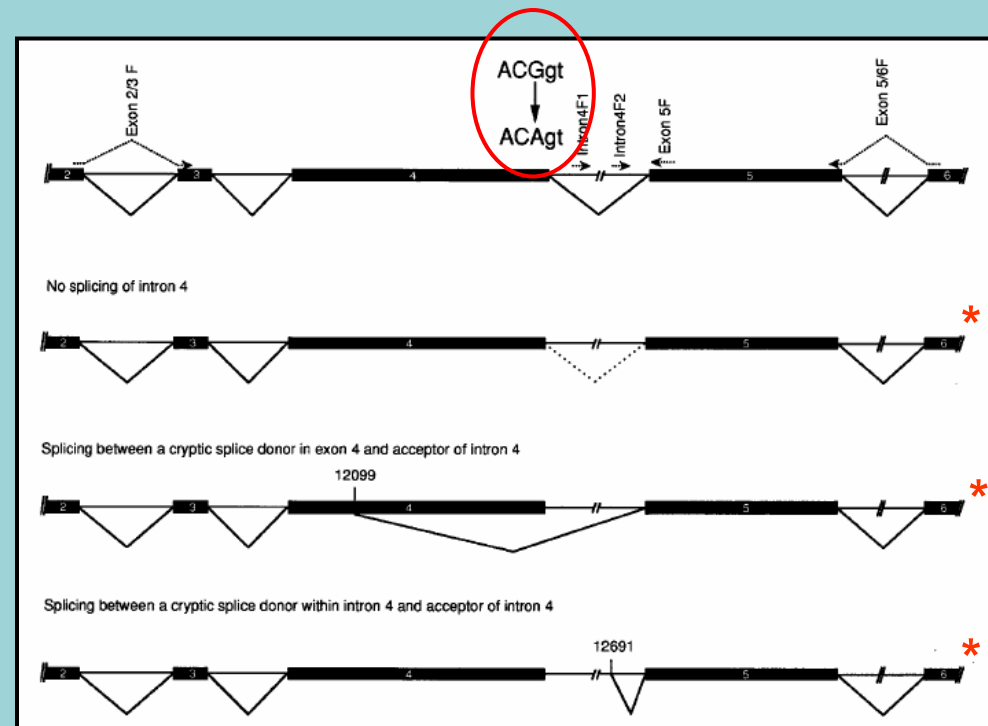 ACGgt
ACAgt
Exon 2/3 F
Intron4F1
Intron4F2
Exon 5F
Exon 5/6F
2 3 4 5 6
No splicing of intron 4
*
2 3 4 5 6
Splicing between a cryptic splice donor in exon 4 and acceptor of intron 4
12099
*
2 3 4 5 6
Splicing between a cryptic splice donor within intron 4 and acceptor of intron 4
12691
*
2 3 4 5 6